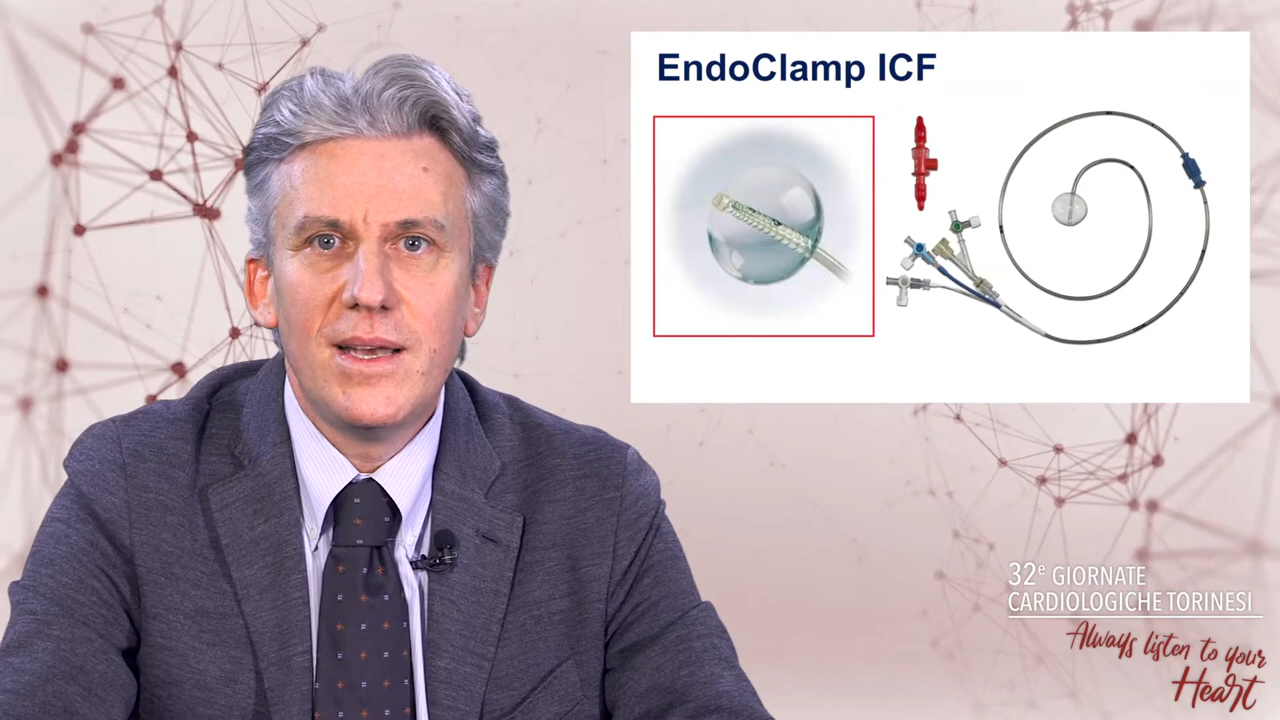 EndoClamp ICF
32e GIORNATE
CARDIOLOGICHE TORINESI
Always listen to your
Heart